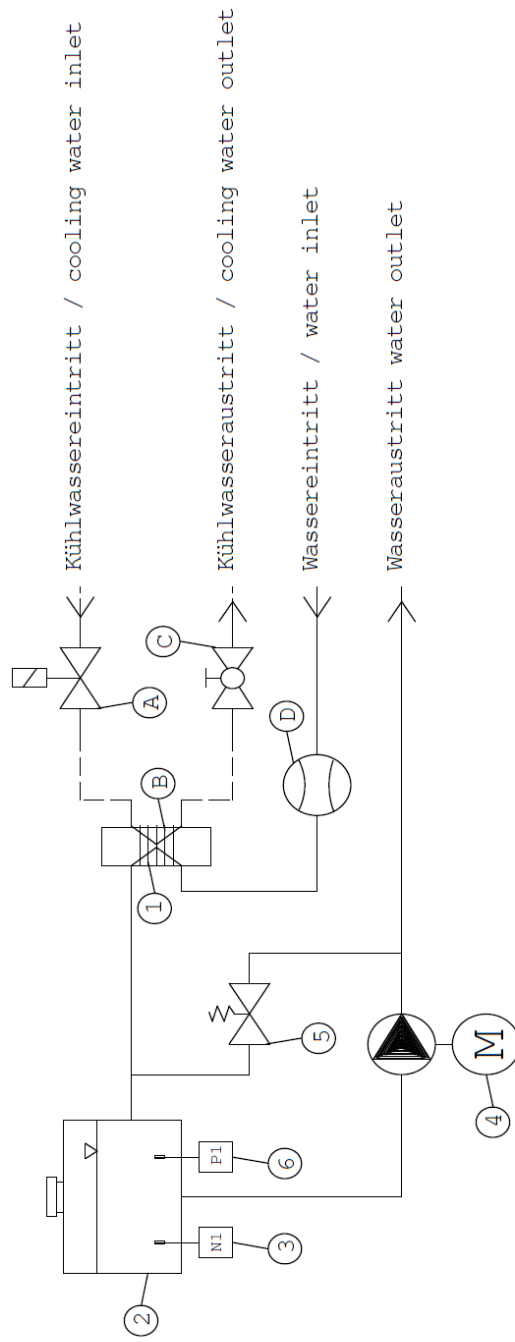 Kühlwassereintritt / cooling water inlet
Kühlwasseraustritt / cooling water outlet
Wassereintritt / water inlet
Wasseraustritt water outlet
A
C
B
D
1
5
M
4
P1
6
N1
3
2